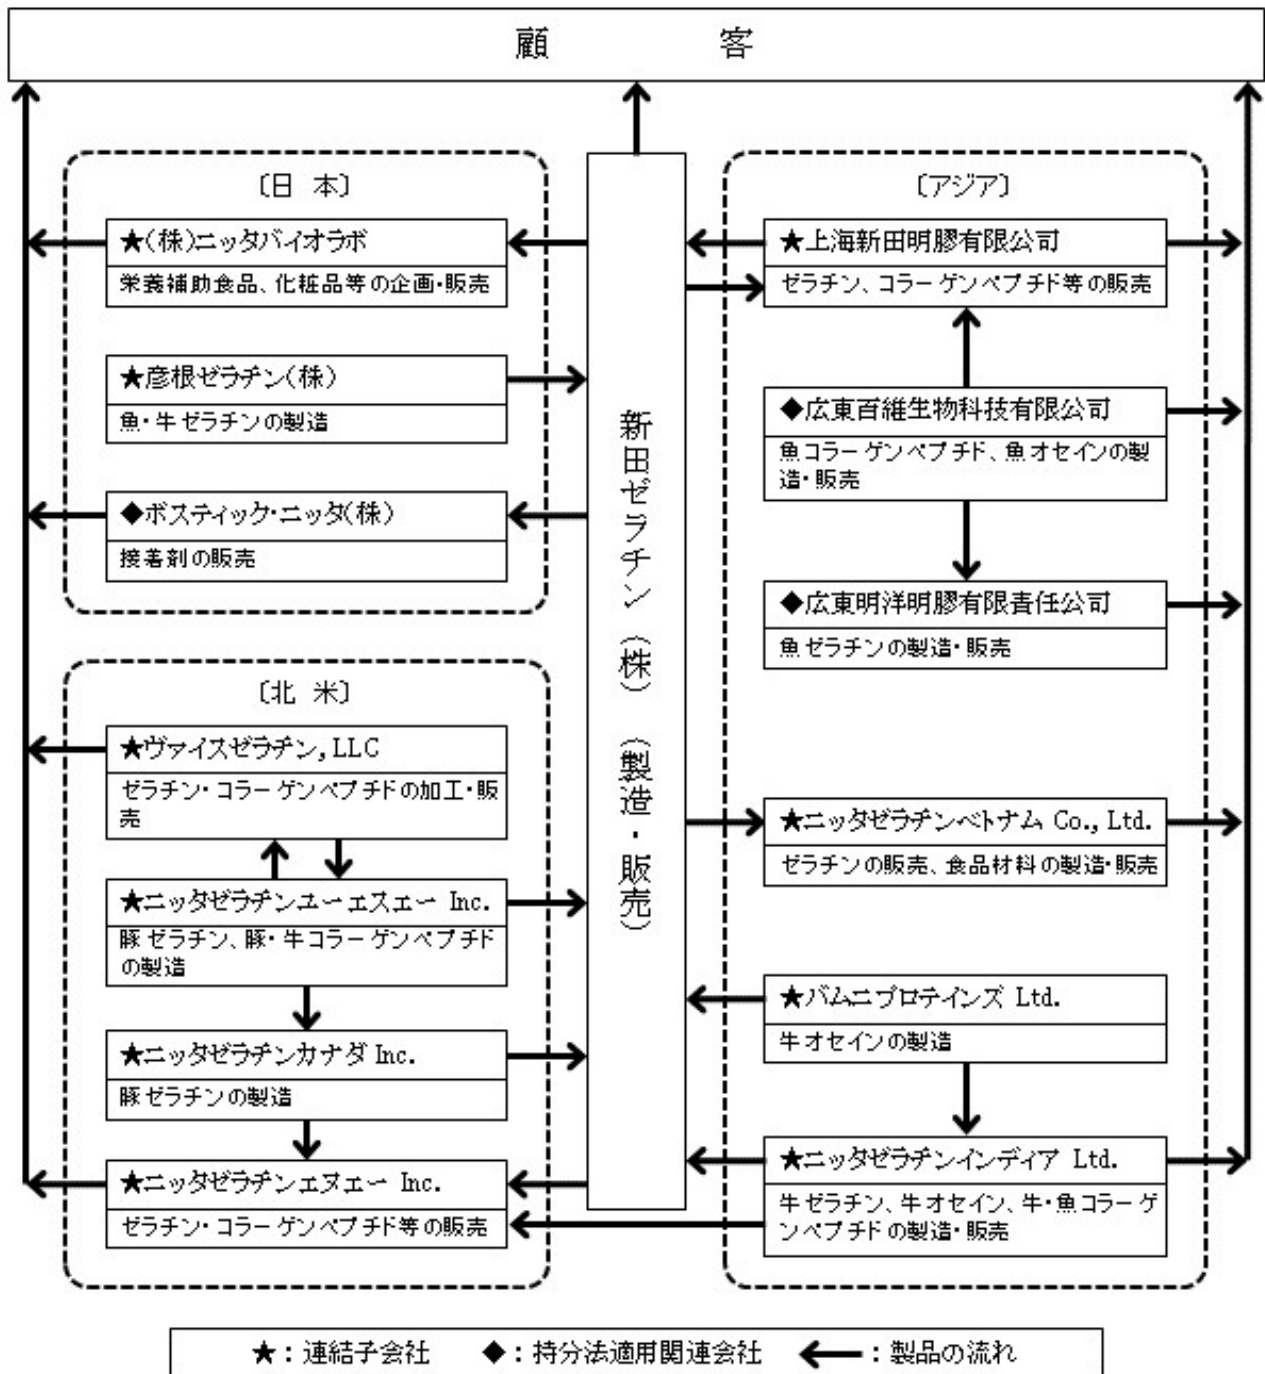 顧客
〔日 本〕
★(株)ニッタバイオラボ
栄養補助食品、化粧品等の企画・販売
★彦根ゼラチン(株)
魚・牛ゼラチンの製造
◆ボスティック・ニッタ(株)
接着剤の販売
〔北 米〕
★ヴァイスゼラチン, LLC
ゼラチン・コラーゲンペプチドの加工・販
売
★ニッタゼラチンユーエスエー Inc.
豚ゼラチン、豚・牛コラーゲンペプチド
の製造
★ニッタゼラチンカナダ Inc.
豚ゼラチンの製造
★ニッタゼラチンエヌエー Inc.
ゼラチン・コラーゲンペプチド等の販売
新田ゼラチン（株）（製造・販売）
〔アジア〕
★上海新田明膠有限公司
ゼラチン、コラーゲンペプチド等の販売
◆広東百維生物科技有限公司
魚コラーゲンペプチド、魚オセインの製
造・販売
◆広東明洋明膠有限責任公司
魚ゼラチンの製造・販売
★ニッタゼラチンベトナム Co., Ltd.
ゼラチンの販売、食品材料の製造・販売
★バムニプロテインズ Ltd.
牛オセインの製造
★ニッタゼラチンインディア Ltd.
牛ゼラチン、牛オセイン、牛・魚コラーゲ
ンペプチドの製造・販売
★：連結子会社 ◆：持分法適用関連会社 ←：製品の流れ